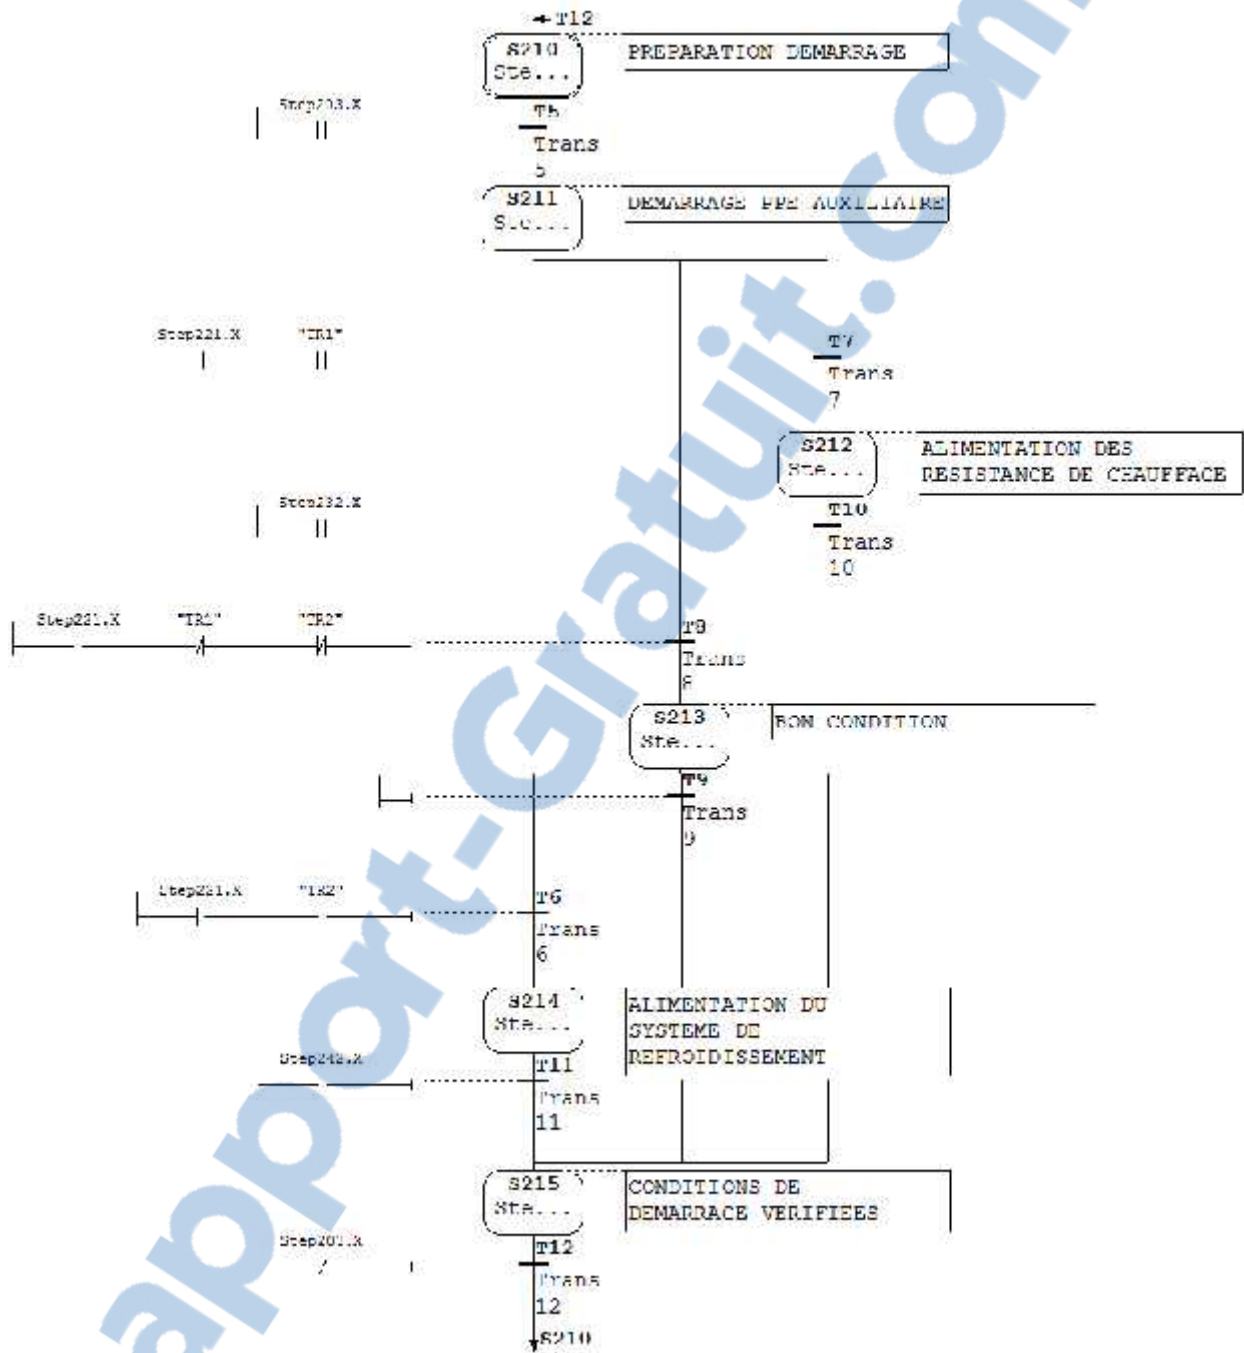 T12
S210
Ste...
PREPARATION DEMARRAGE
Step203.X
T5
Trans
5
S211
Ste...
DEMARRAGE PPE AUXILIAIRE
Step221.X "TR1"
T7
Trans
7
S212
Ste...
ALIMENTATION DES
RESISTANCE DE CHAUFFAGE
Step232.X
T10
Trans
10
Step221.X "TR1" "TR2"
T8
Trans
8
S213
Ste...
BON CONDITION
T9
Trans
9
Step221.X "TR2"
T6
Trans
6
S214
Ste...
ALIMENTATION DU
SYSTEME DE
REFROIDISSEMENT
Step242.X
T11
Trans
11
S215
Ste...
CONDITIONS DE
DEMARRAGE VERIFIEES
T12
Trans
12
S210
apport-Gratuit.com